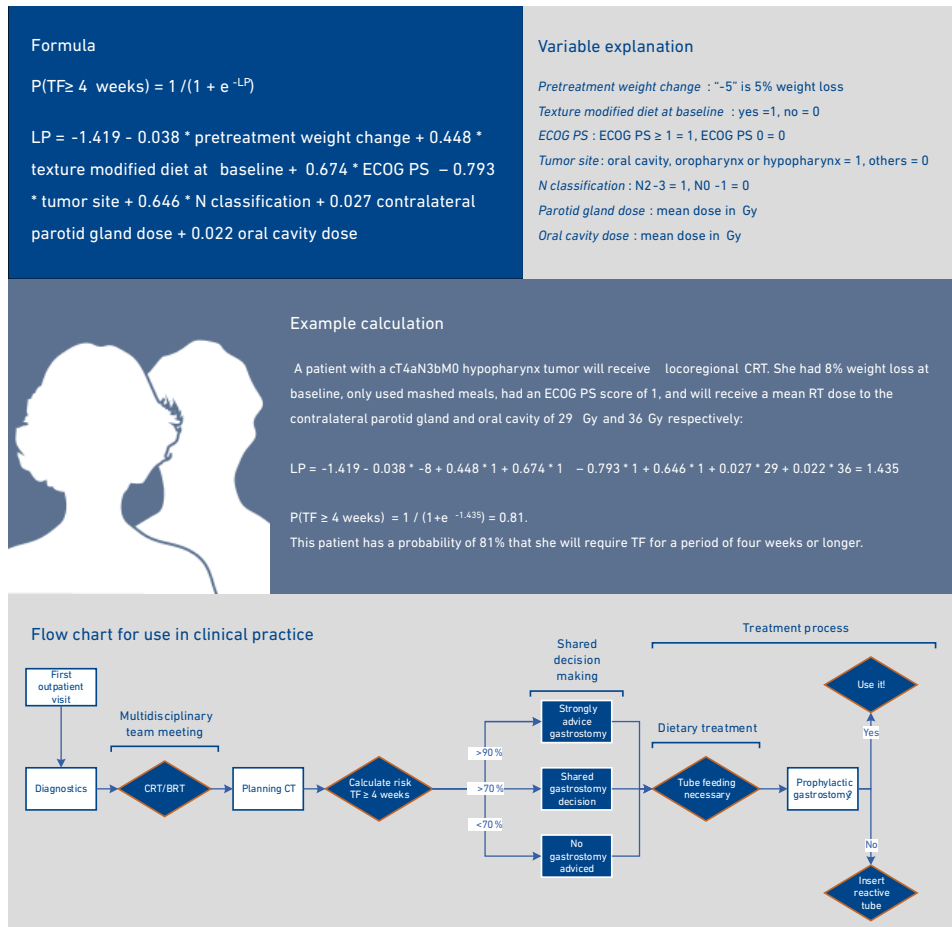 Formula
P(TF≥ 4 weeks) = 1 /(1 + e -LP)
LP = -1.419 - 0.038 * pretreatment weight change + 0.448 *
texture modified diet at baseline + 0.674 * ECOG PS – 0.793
* tumor site + 0.646 * N classification + 0.027 contralateral
parotid gland dose + 0.022 oral cavity dose
Variable explanation
Pretreatment weight change : “-5” is 5% weight loss
Texture modified diet at baseline : yes =1, no = 0
ECOG PS : ECOG PS ≥ 1 = 1, ECOG PS 0 = 0
Tumor site : oral cavity, oropharynx or hypopharynx = 1, others = 0
N classification : N2-3 = 1, N0 -1 = 0
Parotid gland dose : mean dose in Gy
Oral cavity dose : mean dose in Gy
Example calculation
A patient with a cT4aN3bM0 hypopharynx tumor will receive locoregional CRT. She had 8% weight loss at
baseline, only used mashed meals, had an ECOG PS score of 1, and will receive a mean RT dose to the
contralateral parotid gland and oral cavity of 29 Gy and 36 Gy respectively:
LP = -1.419 - 0.038 * -8 + 0.448 * 1 + 0.674 * 1 – 0.793 * 1 + 0.646 * 1 + 0.027 * 29 + 0.022 * 36 = 1.435
P(TF ≥ 4 weeks) = 1 / (1+e -1.435) = 0.81.
This patient has a probability of 81% that she will require TF for a period of four weeks or longer.
Flow chart for use in clinical practice
First
outpatient
visit
Diagnostics
Multidisciplinary
team meeting
CRT/BRT
Planning CT
Calculate risk
TF ≥ 4 weeks
>90%
>70%
<70%
Shared
decision
making
Strongly
advice
gastrostomy
Shared
gastrostomy
decision
No
gastrostomy
adviced
Treatment process
Dietary treatment
Tube feeding
necessary
Prophylactic
gastrostomy?
Yes
Use it!
No
Insert
reactive
tube